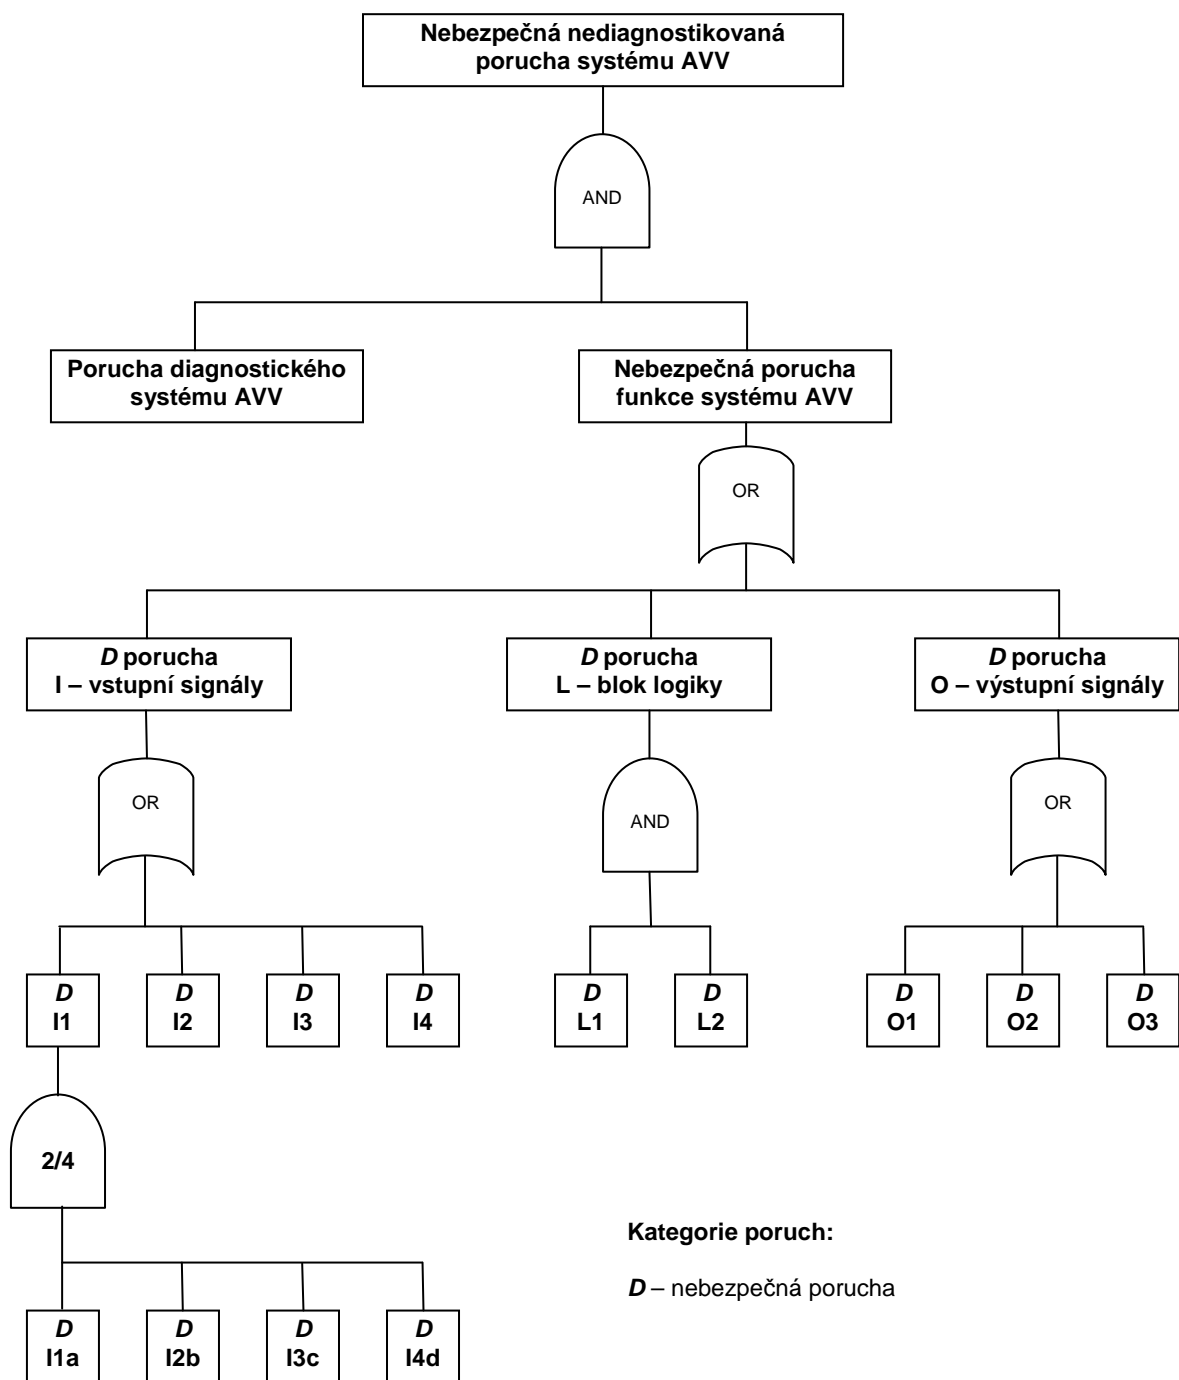 Nebezpečná nediagnostikovaná
porucha systému AVV
AND
Porucha diagnostického
systému AVV
Nebezpečná porucha
funkce systému AVV
OR
D porucha
I – vstupní signály
D porucha
L – blok logiky
D porucha
O – výstupní signály
OR
AND
OR
D
I1
D
I2
D
I3
D
I4
D
L1
D
L2
D
O1
D
O2
D
O3
2/4
Kategorie poruch:
D – nebezpečná porucha
D
I1a
D
I2b
D
I3c
D
I4d